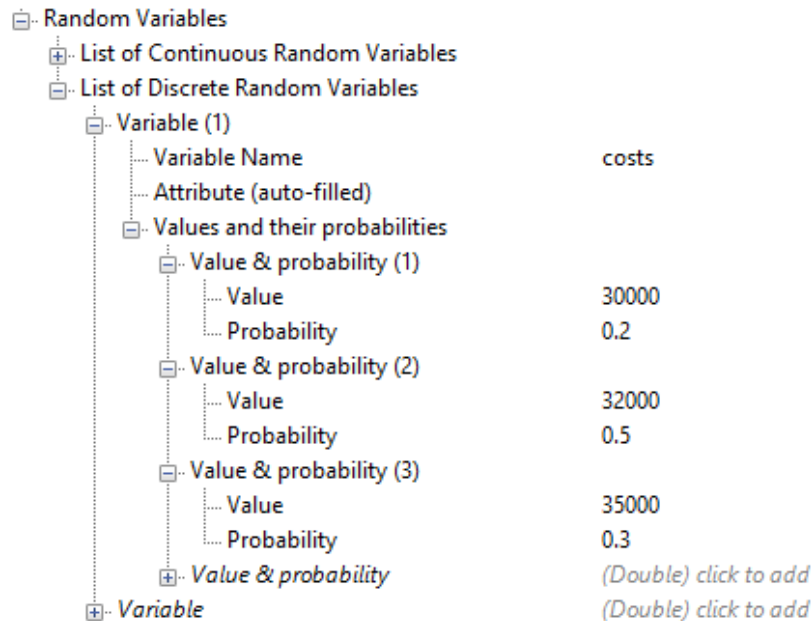 Random Variables
List of Continuous Random Variables
List of Discrete Random Variables
Variable (1)
Variable Name costs
Attribute (auto-filled)
Values and their probabilities
Value & probability (1)
Value 30000
Probability 0.2
Value & probability (2)
Value 32000
Probability 0.5
Value & probability (3)
Value 35000
Probability 0.3
Value & probability (Double) click to add
Variable (Double) click to add